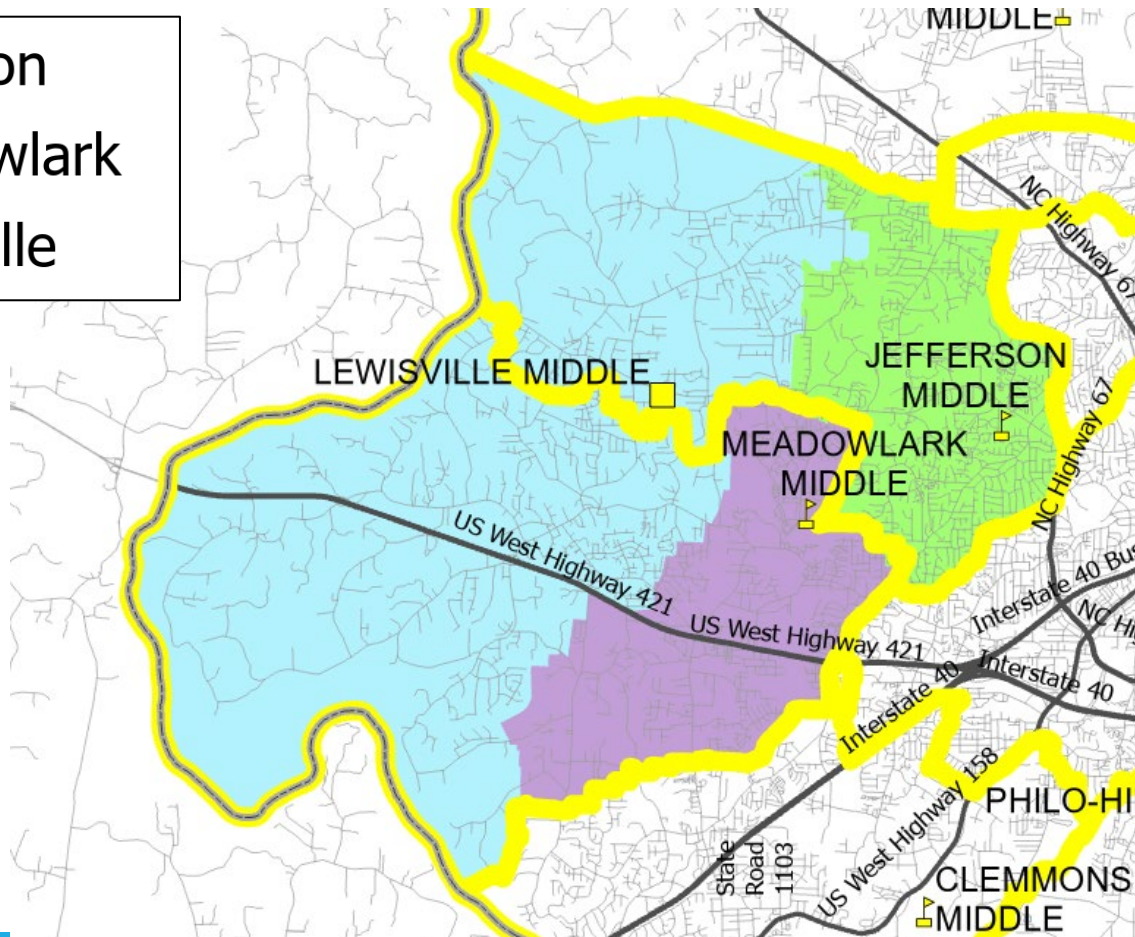 on
wlark
lle
MIDDLE
NC Highway 67
LEWISVILLE MIDDLE
JEFFERSON
MIDDLE
MEADOWLARK
MIDDLE
NC Highway 67
US West Highway 421
US West Highway 421
Interstate 40 Bus
NC Hig
Interstate 40
Interstate 40
US West Highway 158
PHILO-HI
State
Road
1103
CLEMMONS
MIDDLE